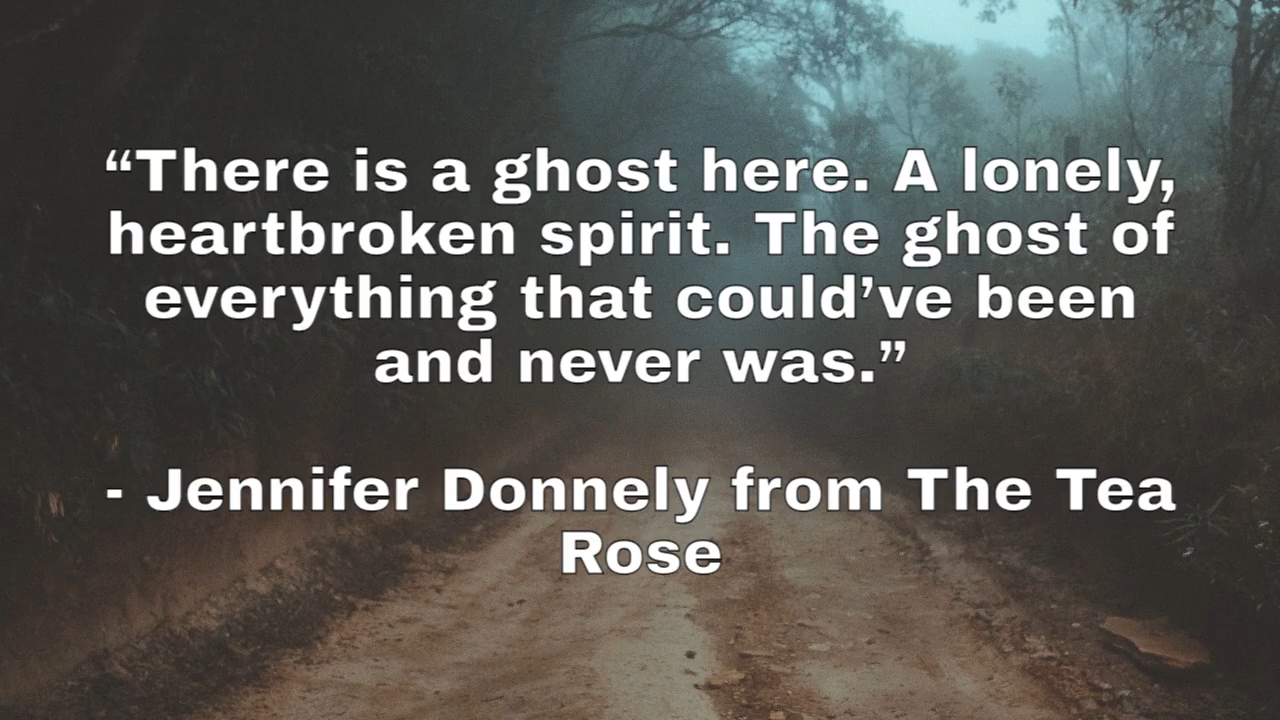 “There is a ghost here. A lonely,
heartbroken spirit. The ghost of
everything that could’ve been
and never was.”
- Jennifer Donnely from The Tea
Rose